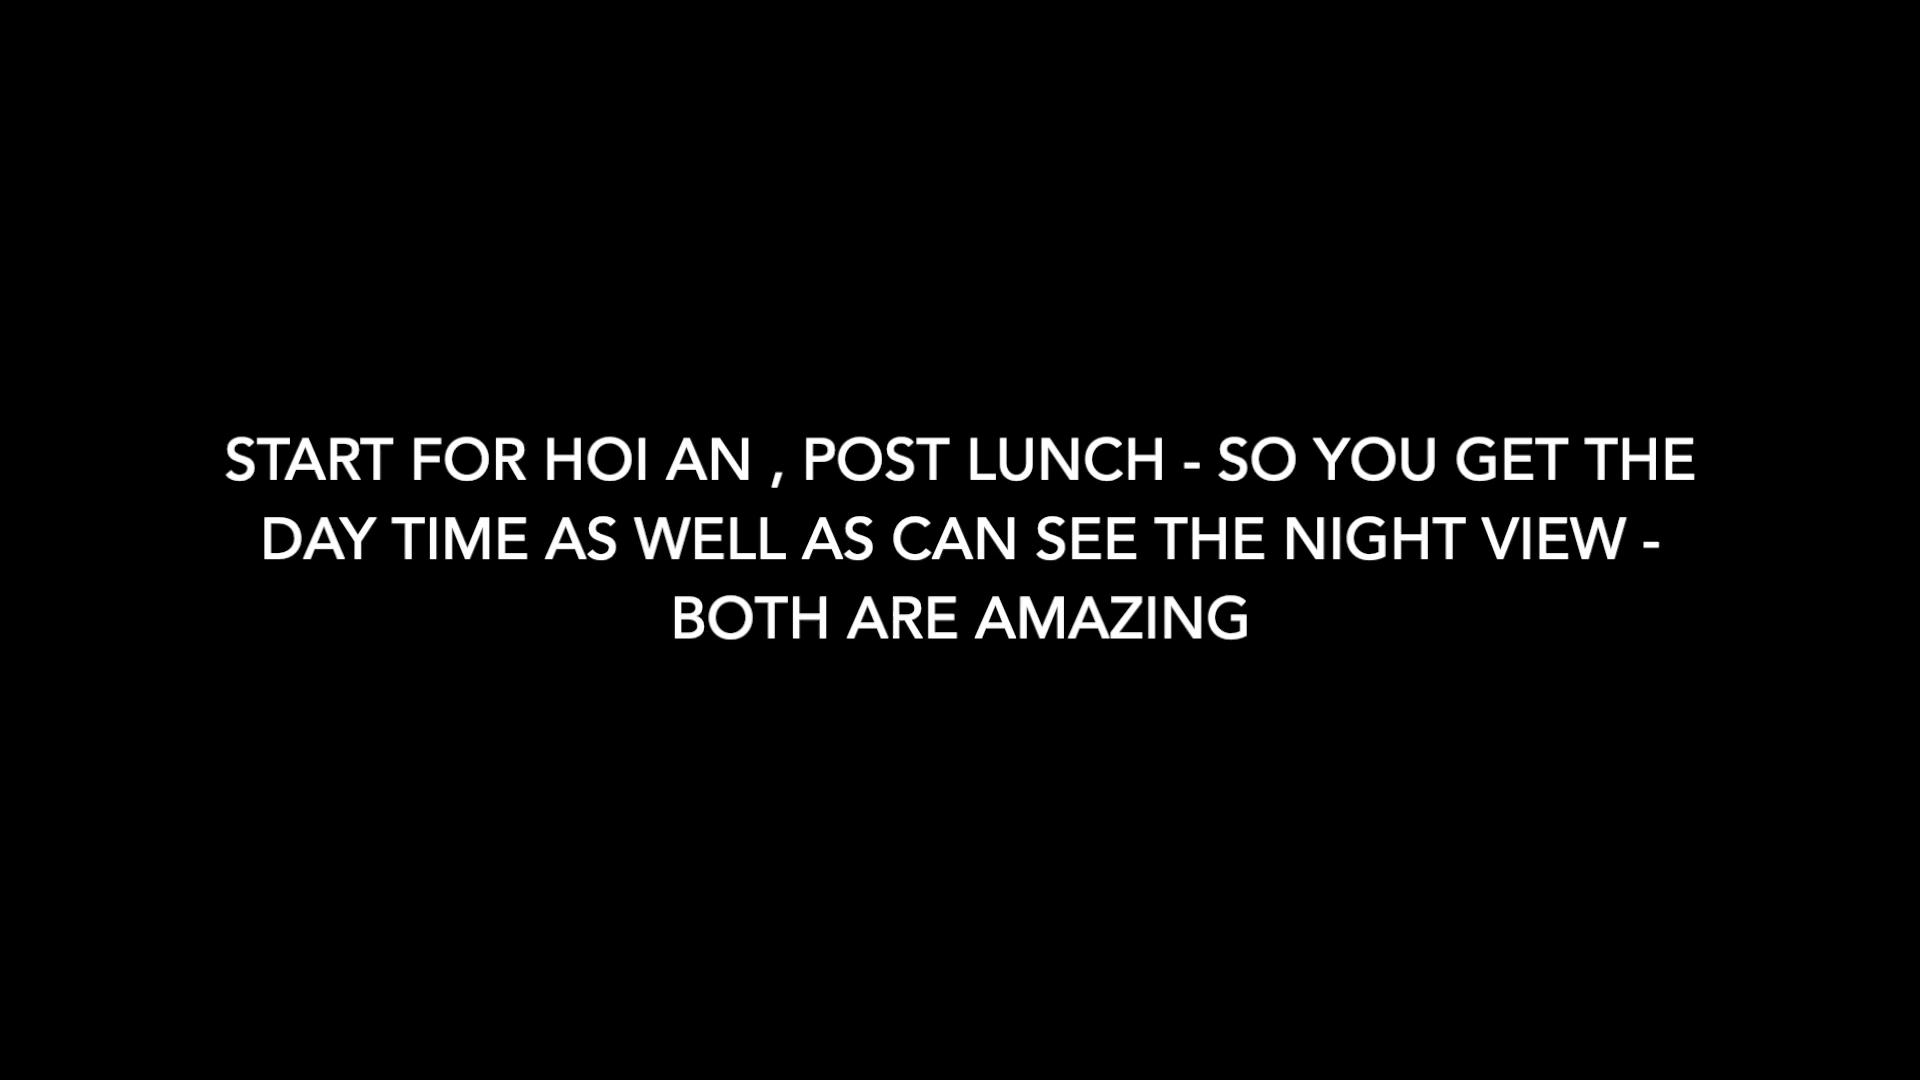 START FOR HOI AN , POST LUNCH - SO YOU GET THE
DAY TIME AS WELL AS CAN SEE THE NIGHT VIEW -
BOTH ARE AMAZING